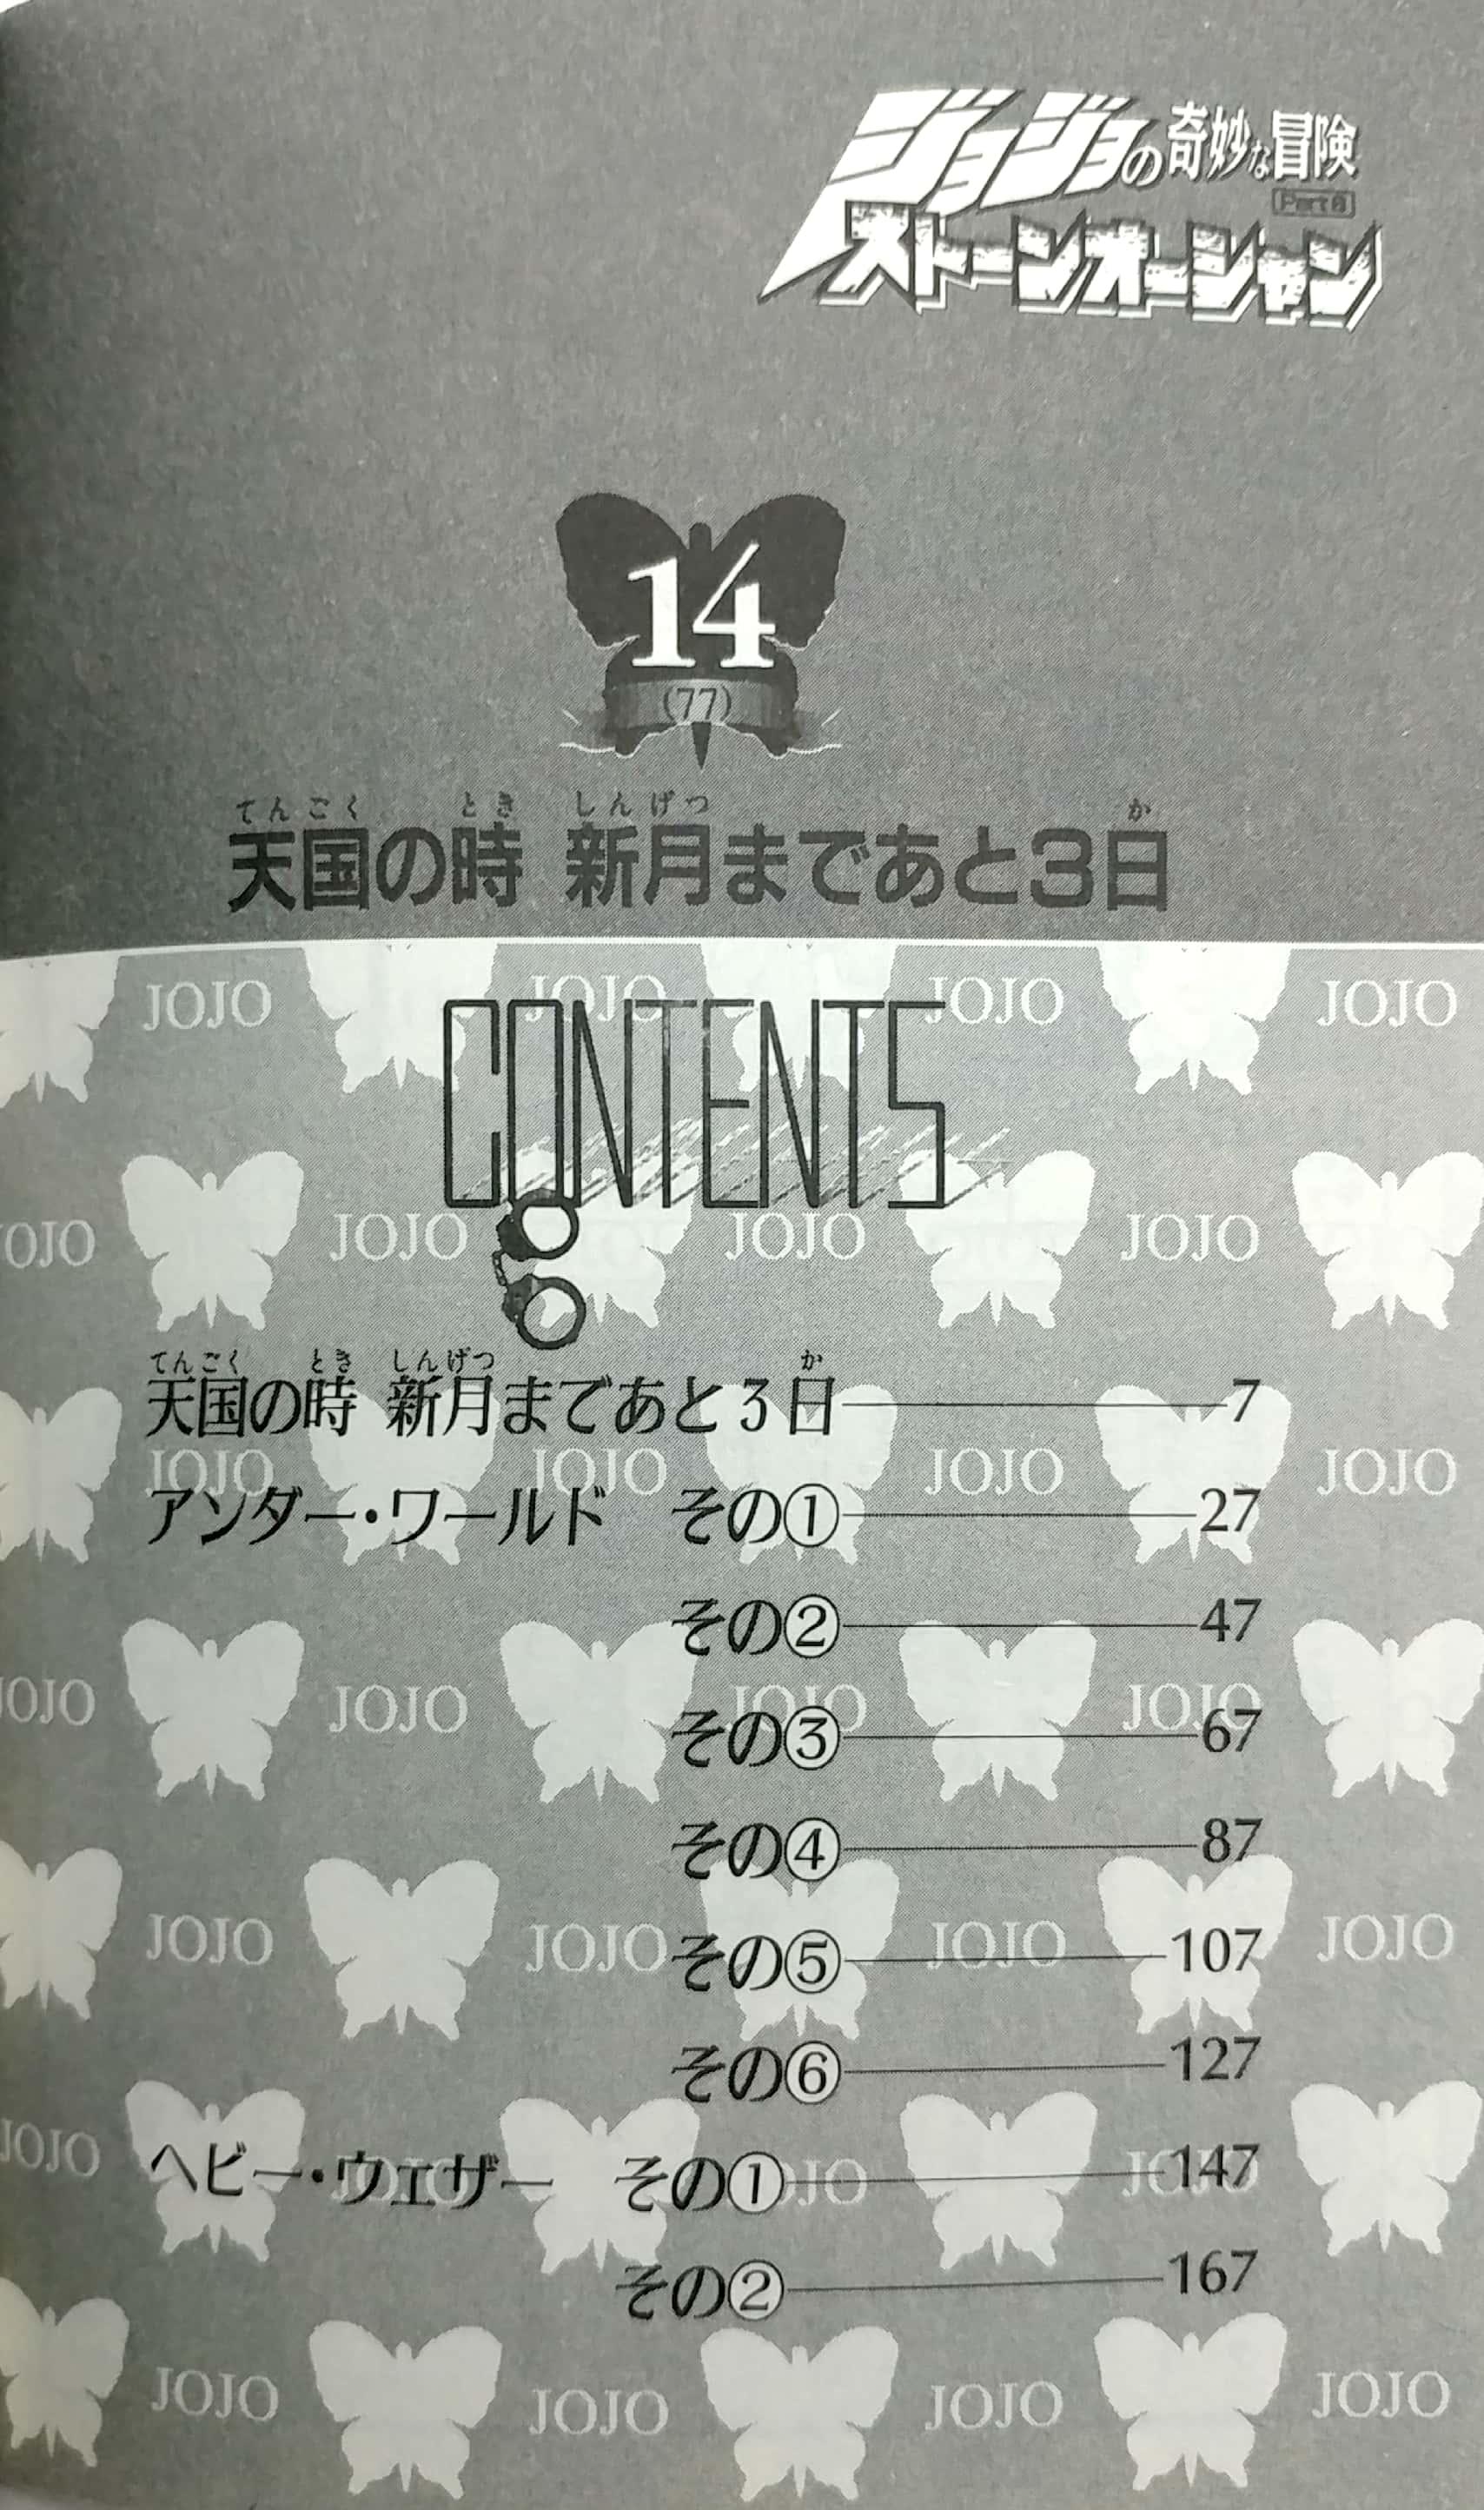 ジョジョの奇妙な冒険
Part6
ストーンオーシャン
14
(77)
てんごく とき しんげつ か
天国の時 新月まであと3日
CONTENTS
てんごく とき しんげつ か
天国の時 新月まであと3日 7
アンダー・ワールド その① 27
その② 47
その③ 67
その④ 87
その⑤ 107
その⑥ 127
ヘビー・ウェザー その① 147
その② 167
JOJO